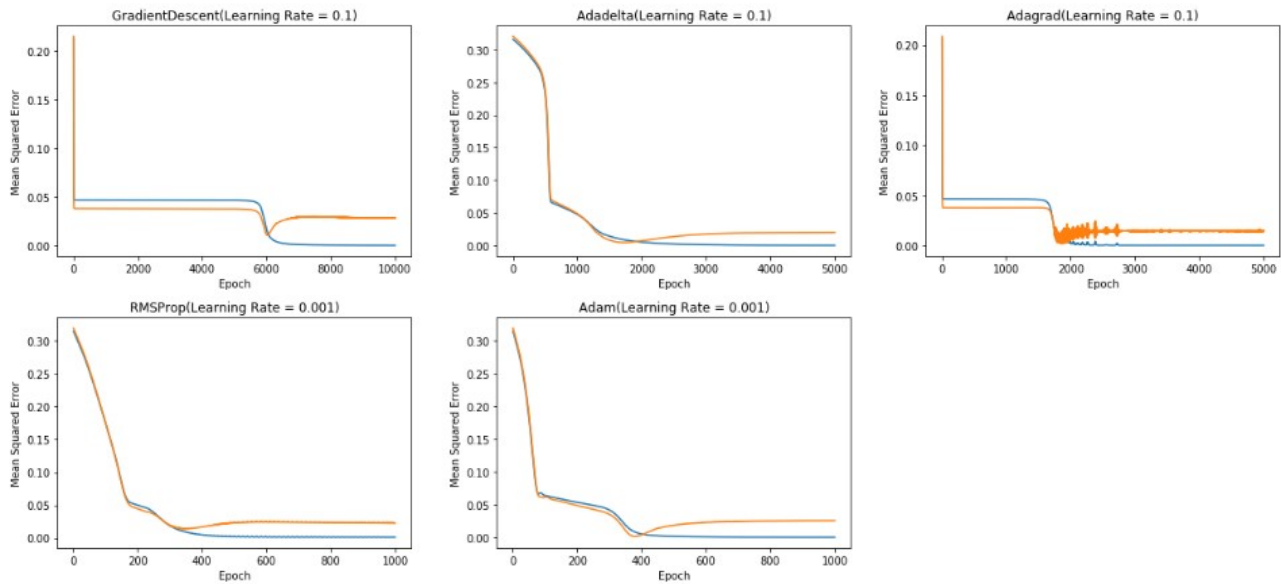 GradientDescent(Learning Rate = 0.1)
Mean Squared Error
0.20
0.15
0.10
0.05
0.00
0 2000 4000 6000 8000 10000
Epoch
Adadelta(Learning Rate = 0.1)
Mean Squared Error
0.30
0.25
0.20
0.15
0.10
0.05
0.00
0 1000 2000 3000 4000 5000
Epoch
Adagrad(Learning Rate = 0.1)
Mean Squared Error
0.20
0.15
0.10
0.05
0.00
0 1000 2000 3000 4000 5000
Epoch
RMSProp(Learning Rate = 0.001)
Mean Squared Error
0.30
0.25
0.20
0.15
0.10
0.05
0.00
0 200 400 600 800 1000
Epoch
Adam(Learning Rate = 0.001)
Mean Squared Error
0.30
0.25
0.20
0.15
0.10
0.05
0.00
0 200 400 600 800 1000
Epoch